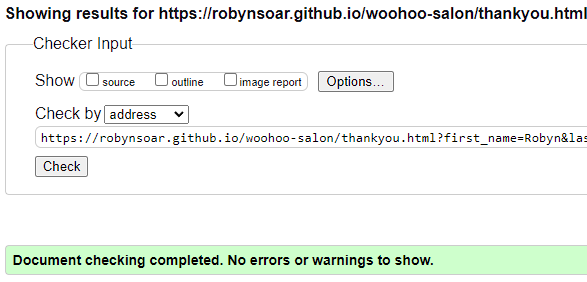 Showing results for https://robynsoar.github.io/woohoo-salon/thankyou.html
Checker Input
Show source outline image report Options...
Check by address
https://robynsoar.github.io/woohoo-salon/thankyou.html?first_name=Robyn&las
Check
Document checking completed. No errors or warnings to show.